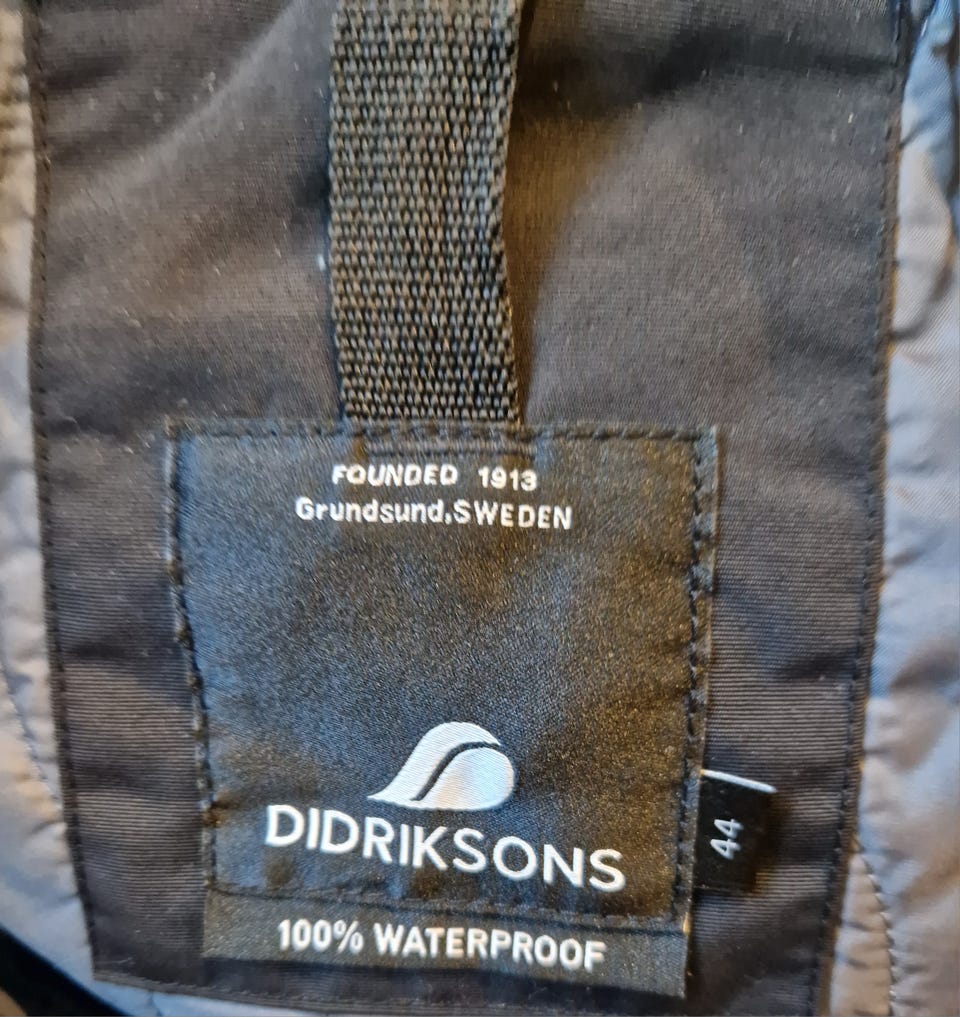 FOUNDED 1913
Grundsund.SWEDEN
DIDRIKSONS
44
100% WATERPROOF